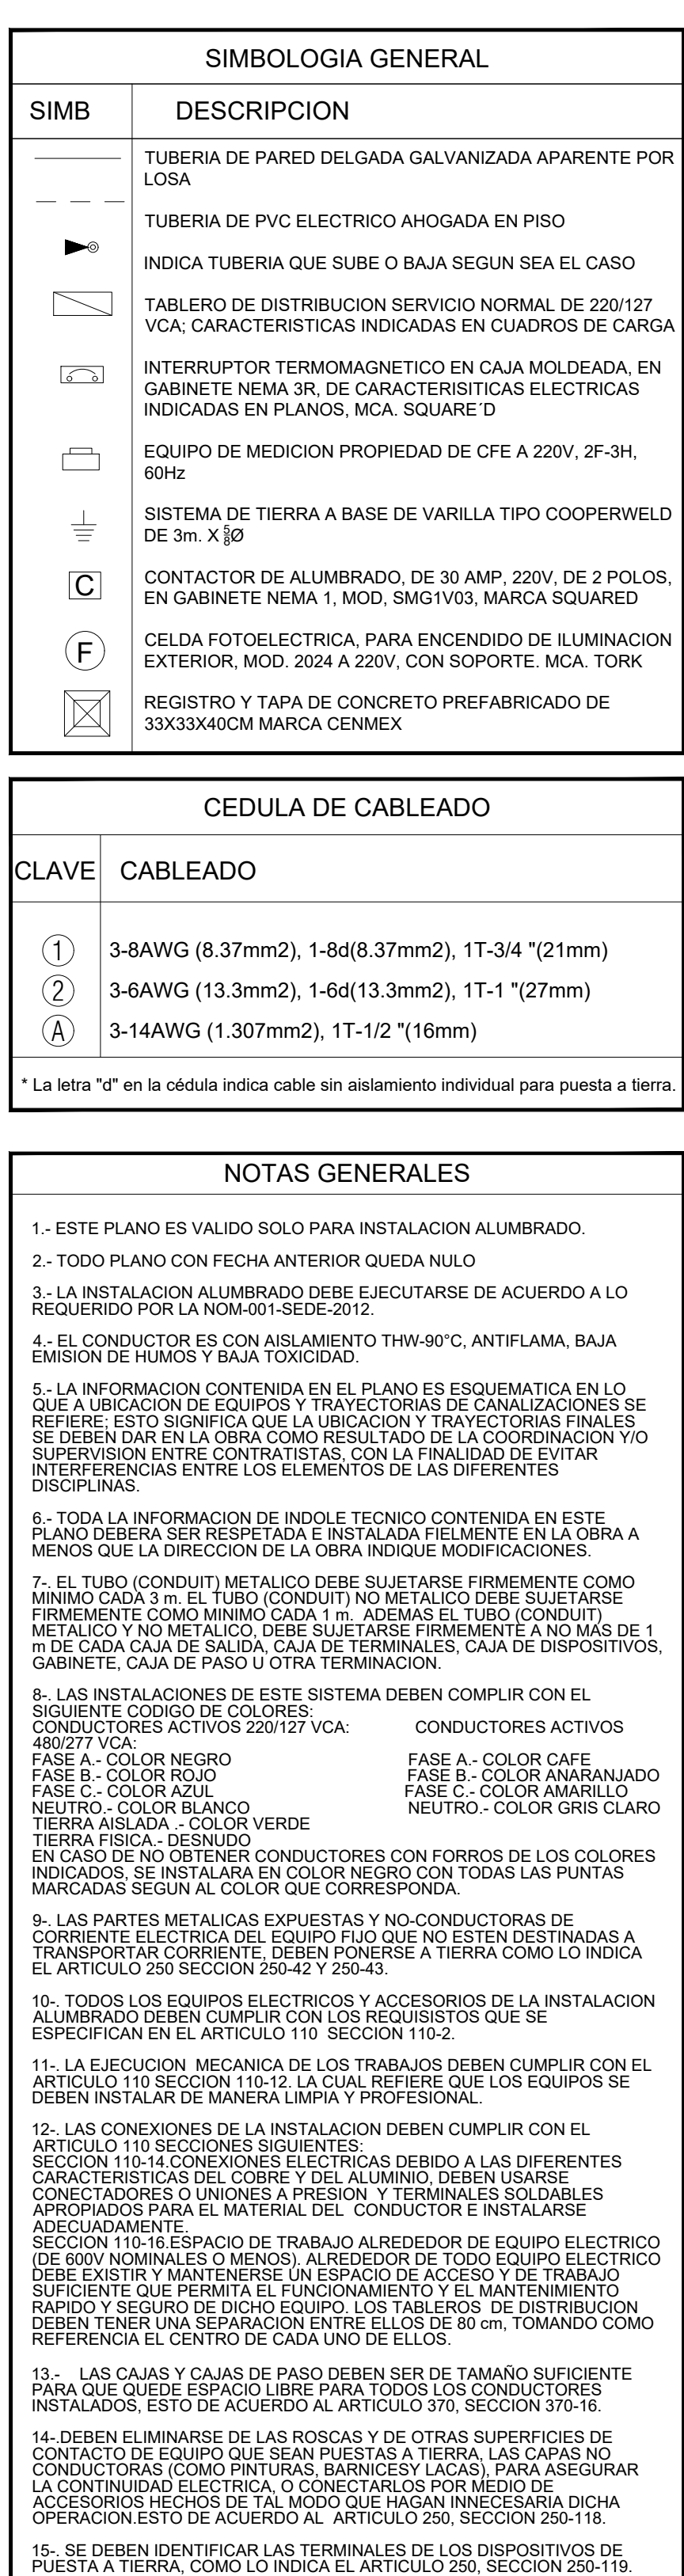 SIMBOLOGIA GENERAL
SIMB DESCRIPCION
TUBERIA DE PARED DELGADA GALVANIZADA APARENTE POR
LOSA
TUBERIA DE PVC ELECTRICO AHOGADA EN PISO
INDICA TUBERIA QUE SUBE O BAJA SEGUN SEA EL CASO
TABLERO DE DISTRIBUCION SERVICIO NORMAL DE 220/127
VCA; CARACTERISTICAS INDICADAS EN CUADROS DE CARGA
INTERRUPTOR TERMOMAGNETICO EN CAJA MOLDEADA, EN
GABINETE NEMA 3R, DE CARACTERISITICAS ELECTRICAS
INDICADAS EN PLANOS, MCA. SQUARE´D
EQUIPO DE MEDICION PROPIEDAD DE CFE A 220V, 2F-3H,
60Hz
SISTEMA DE TIERRA A BASE DE VARILLA TIPO COOPERWELD
DE 3m. X 5/8Ø
C CONTACTOR DE ALUMBRADO, DE 30 AMP, 220V, DE 2 POLOS,
EN GABINETE NEMA 1, MOD, SMG1V03, MARCA SQUARED
F CELDA FOTOELECTRICA, PARA ENCENDIDO DE ILUMINACION
EXTERIOR, MOD. 2024 A 220V, CON SOPORTE. MCA. TORK
REGISTRO Y TAPA DE CONCRETO PREFABRICADO DE
33X33X40CM MARCA CENMEX
CEDULA DE CABLEADO
CLAVE CABLEADO
1 3-8AWG (8.37mm2), 1-8d(8.37mm2), 1T-3/4 "(21mm)
2 3-6AWG (13.3mm2), 1-6d(13.3mm2), 1T-1 "(27mm)
A 3-14AWG (1.307mm2), 1T-1/2 "(16mm)
* La letra "d" en la cédula indica cable sin aislamiento individual para puesta a tierra.
NOTAS GENERALES
1.- ESTE PLANO ES VALIDO SOLO PARA INSTALACION ALUMBRADO.
2.- TODO PLANO CON FECHA ANTERIOR QUEDA NULO
3.- LA INSTALACION ALUMBRADO DEBE EJECUTARSE DE ACUERDO A LO
REQUERIDO POR LA NOM-001-SEDE-2012.
4.- EL CONDUCTOR ES CON AISLAMIENTO THW-90°C, ANTIFLAMA, BAJA
EMISION DE HUMOS Y BAJA TOXICIDAD.
5.- LA INFORMACION CONTENIDA EN EL PLANO ES ESQUEMATICA EN LO
QUE A UBICACION DE EQUIPOS Y TRAYECTORIAS DE CANALIZACIONES SE
REFIERE; ESTO SIGNIFICA QUE LA UBICACION Y TRAYECTORIAS FINALES
SE DEBEN DAR EN LA OBRA COMO RESULTADO DE LA COORDINACION Y/O
SUPERVISION ENTRE CONTRATISTAS, CON LA FINALIDAD DE EVITAR
INTERFERENCIAS ENTRE LOS ELEMENTOS DE LAS DIFERENTES
DISCIPLINAS.
6.- TODA LA INFORMACION DE INDOLE TECNICO CONTENIDA EN ESTE
PLANO DEBERA SER RESPETADA E INSTALADA FIELMENTE EN LA OBRA A
MENOS QUE LA DIRECCION DE LA OBRA INDIQUE MODIFICACIONES.
7-. EL TUBO (CONDUIT) METALICO DEBE SUJETARSE FIRMEMENTE COMO
MINIMO CADA 3 m. EL TUBO (CONDUIT) NO METALICO DEBE SUJETARSE
FIRMEMENTE COMO MINIMO CADA 1 m. ADEMAS EL TUBO (CONDUIT)
METALICO Y NO METALICO, DEBE SUJETARSE FIRMEMENTE A NO MAS DE 1
m DE CADA CAJA DE SALIDA, CAJA DE TERMINALES, CAJA DE DISPOSITIVOS,
GABINETE, CAJA DE PASO U OTRA TERMINACION.
8-. LAS INSTALACIONES DE ESTE SISTEMA DEBEN COMPLIR CON EL
SIGUIENTE CODIGO DE COLORES:
CONDUCTORES ACTIVOS 220/127 VCA: CONDUCTORES ACTIVOS
480/277 VCA:
FASE A.- COLOR NEGRO FASE A.- COLOR CAFE
FASE B.- COLOR ROJO FASE B.- COLOR ANARANJADO
FASE C.- COLOR AZUL FASE C.- COLOR AMARILLO
NEUTRO.- COLOR BLANCO NEUTRO.- COLOR GRIS CLARO
TIERRA AISLADA .- COLOR VERDE
TIERRA FISICA.- DESNUDO
EN CASO DE NO OBTENER CONDUCTORES CON FORROS DE LOS COLORES
INDICADOS, SE INSTALARA EN COLOR NEGRO CON TODAS LAS PUNTAS
MARCADAS SEGUN AL COLOR QUE CORRESPONDA.
9-. LAS PARTES METALICAS EXPUESTAS Y NO-CONDUCTORAS DE
CORRIENTE ELECTRICA DEL EQUIPO FIJO QUE NO ESTEN DESTINADAS A
TRANSPORTAR CORRIENTE, DEBEN PONERSE A TIERRA COMO LO INDICA
EL ARTICULO 250 SECCION 250-42 Y 250-43.
10-. TODOS LOS EQUIPOS ELECTRICOS Y ACCESORIOS DE LA INSTALACION
ALUMBRADO DEBEN CUMPLIR CON LOS REQUISISTOS QUE SE
ESPECIFICAN EN EL ARTICULO 110 SECCION 110-2.
11-. LA EJECUCION MECANICA DE LOS TRABAJOS DEBEN CUMPLIR CON EL
ARTICULO 110 SECCION 110-12. LA CUAL REFIERE QUE LOS EQUIPOS SE
DEBEN INSTALAR DE MANERA LIMPIA Y PROFESIONAL.
12-. LAS CONEXIONES DE LA INSTALACION DEBEN CUMPLIR CON EL
ARTICULO 110 SECCIONES SIGUIENTES:
SECCION 110-14.CONEXIONES ELECTRICAS DEBIDO A LAS DIFERENTES
CARACTERISTICAS DEL COBRE Y DEL ALUMINIO, DEBEN USARSE
CONECTADORES O UNIONES A PRESION Y TERMINALES SOLDABLES
APROPIADOS PARA EL MATERIAL DEL CONDUCTOR E INSTALARSE
ADECUADAMENTE.
SECCION 110-16.ESPACIO DE TRABAJO ALREDEDOR DE EQUIPO ELECTRICO
(DE 600V NOMINALES O MENOS). ALREDEDOR DE TODO EQUIPO ELECTRICO
DEBE EXISTIR Y MANTENERSE UN ESPACIO DE ACCESO Y DE TRABAJO
SUFICIENTE QUE PERMITA EL FUNCIONAMIENTO Y EL MANTENIMIENTO
RAPIDO Y SEGURO DE DICHO EQUIPO. LOS TABLEROS DE DISTRIBUCION
DEBEN TENER UNA SEPARACION ENTRE ELLOS DE 80 cm, TOMANDO COMO
REFERENCIA EL CENTRO DE CADA UNO DE ELLOS.
13.- LAS CAJAS Y CAJAS DE PASO DEBEN SER DE TAMAÑO SUFICIENTE
PARA QUE QUEDE ESPACIO LIBRE PARA TODOS LOS CONDUCTORES
INSTALADOS, ESTO DE ACUERDO AL ARTICULO 370, SECCION 370-16.
14-.DEBEN ELIMINARSE DE LAS ROSCAS Y DE OTRAS SUPERFICIES DE
CONTACTO DE EQUIPO QUE SEAN PUESTAS A TIERRA, LAS CAPAS NO
CONDUCTORAS (COMO PINTURAS, BARNICESY LACAS), PARA ASEGURAR
LA CONTINUIDAD ELECTRICA, O CONECTARLOS POR MEDIO DE
ACCESORIOS HECHOS DE TAL MODO QUE HAGAN INNECESARIA DICHA
OPERACION.ESTO DE ACUERDO AL ARTICULO 250, SECCION 250-118.
15-. SE DEBEN IDENTIFICAR LAS TERMINALES DE LOS DISPOSITIVOS DE
PUESTA A TIERRA, COMO LO INDICA EL ARTICULO 250, SECCION 250-119.